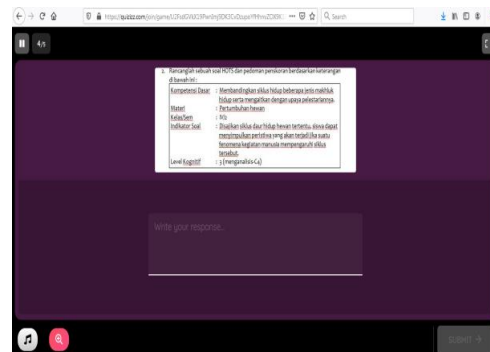 Search
4/5
2. Rancanglah sebuah soal HOTS dan pedoman penskoran berdasarkan keterangan
di bawah ini :
Kompetensi Dasar : Membandingkan siklus hidup beberapa jenis makhluk
hidup serta mengaitkan dengan upaya pelestariannya.
Materi : Pertumbuhan hewan
Kelas/Sem : IV/2
Indikator Soal : Disajikan siklus daur hidup hewan tertentu, siswa dapat
menyimpulkan peristiwa yang akan terjadi jika suatu
fenomena kegiatan manusia mempengaruhi siklus
tersebut.
Level Kognitif : 3 (menganalisis-C4)
Write your response...
SUBMIT →